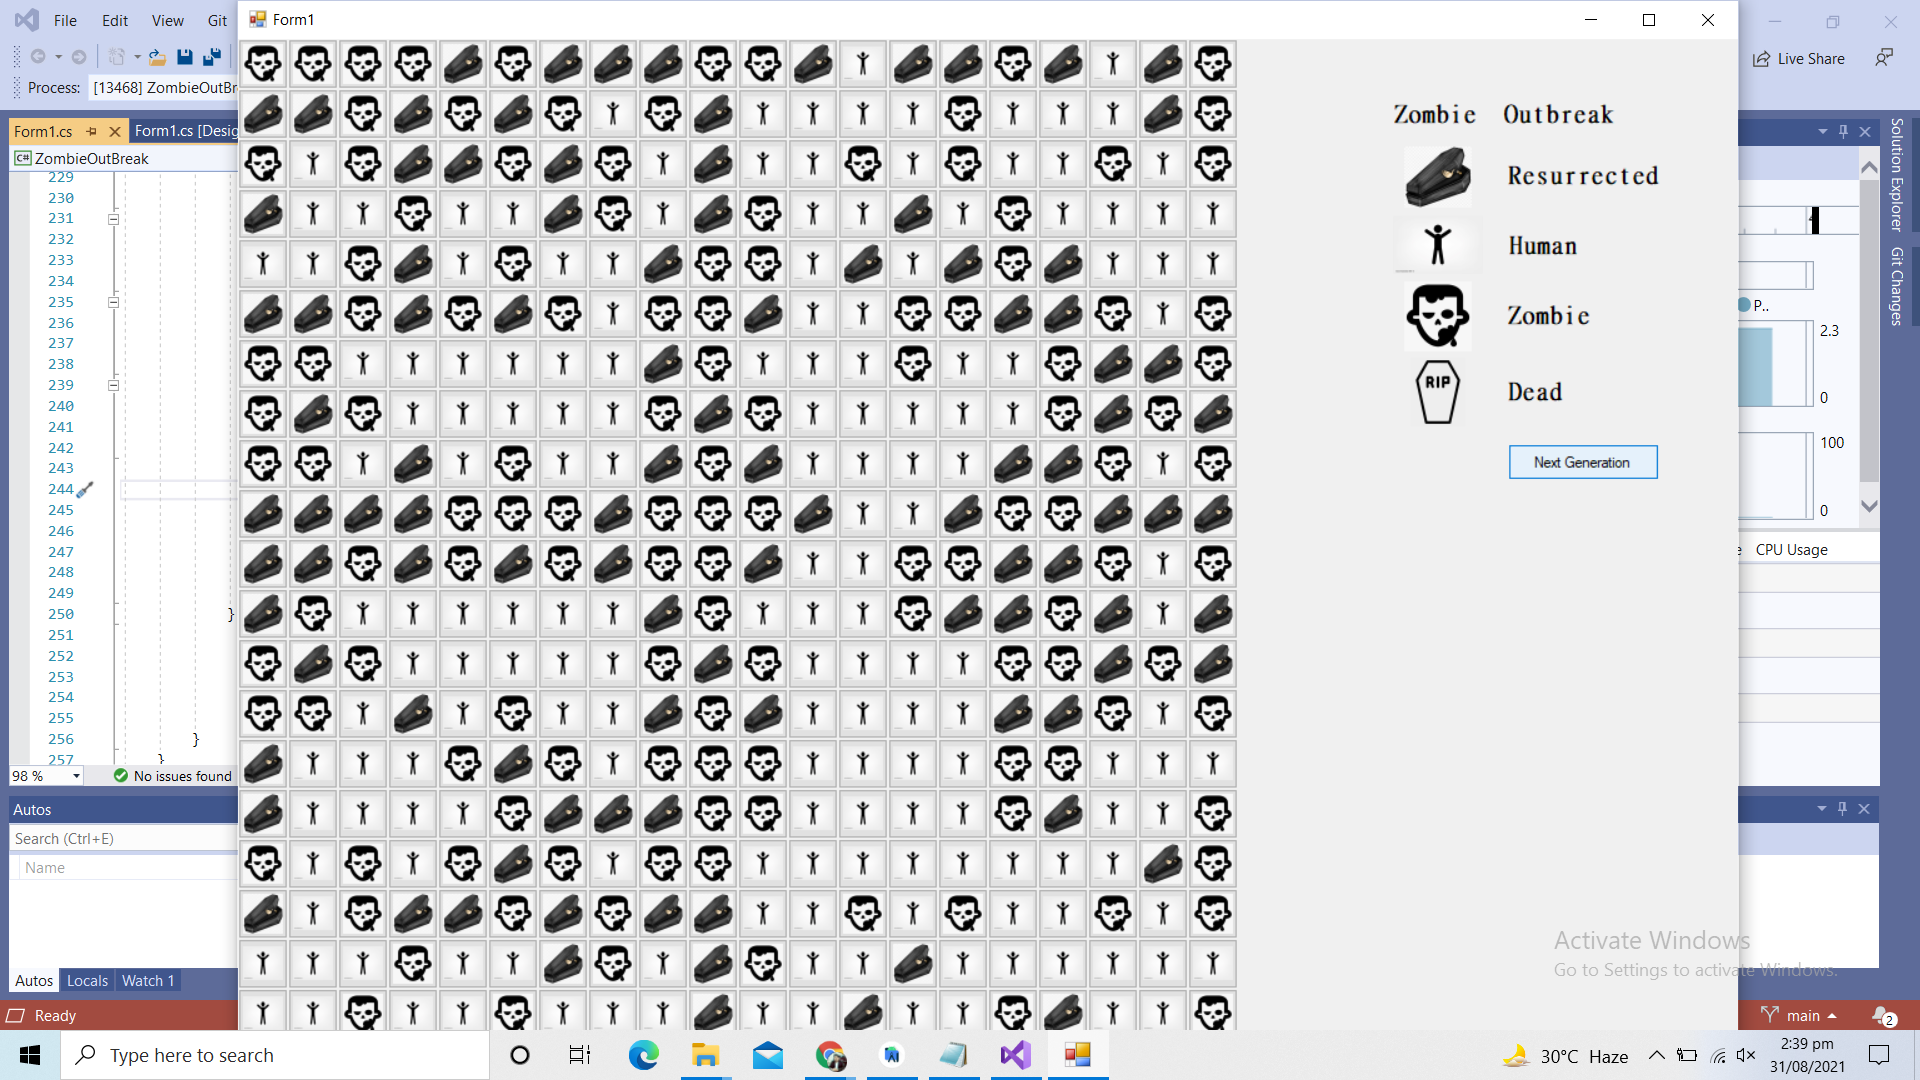 File Edit View Git
Form1
Live Share
Process: [13468] ZombieOutBr
Form1.cs Form1.cs [Desig
ZombieOutBreak
229
230
231
232
233
234
235
236
237
238
239
240
241
242
243
244
245
246
247
248
249
250 }
251
252
253
254
255
256 }
257 }
98 % No issues found
Autos
Search (Ctrl+E)
Name
Autos Locals Watch 1
Ready
Zombie Outbreak
Resurrected
Human
Zombie
RIP Dead
Next Generation
Solution Explorer
Git Changes
P..
2.3
0
100
0
e CPU Usage
Activate Windows
Go to Settings to activate Windows.
main 2
Type here to search
30°C Haze
2:39 pm
31/08/2021